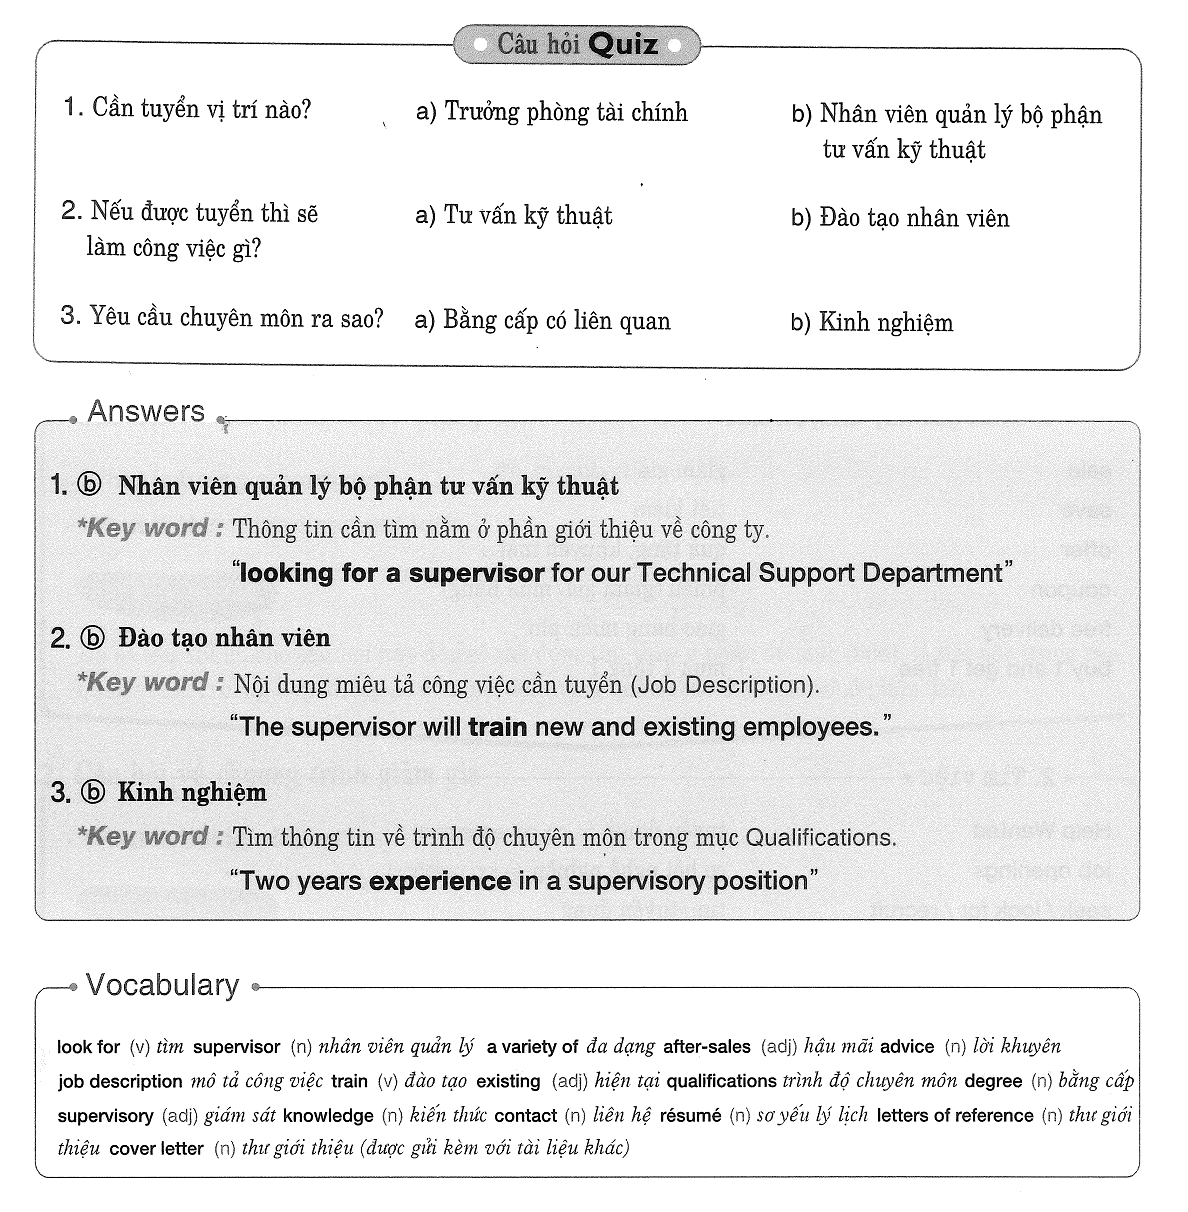 Câu hỏi Quiz
1. Cần tuyển vị trí nào? a) Trưởng phòng tài chính b) Nhân viên quản lý bộ phận
tư vấn kỹ thuật
2. Nếu được tuyển thì sẽ a) Tư vấn kỹ thuật b) Đào tạo nhân viên
làm công việc gì?
3. Yêu cầu chuyên môn ra sao? a) Bằng cấp có liên quan b) Kinh nghiệm
Answers
1. ⓑ Nhân viên quản lý bộ phận tư vấn kỹ thuật
*Key word : Thông tin cần tìm nằm ở phần giới thiệu về công ty.
“looking for a supervisor for our Technical Support Department”
2. ⓑ Đào tạo nhân viên
*Key word : Nội dung miêu tả công việc cần tuyển (Job Description).
“The supervisor will train new and existing employees.”
3. ⓑ Kinh nghiệm
*Key word : Tìm thông tin về trình độ chuyên môn trong mục Qualifications.
“Two years experience in a supervisory position”
Vocabulary
look for (v) tìm supervisor (n) nhân viên quản lý a variety of đa dạng after-sales (adj) hậu mãi advice (n) lời khuyên
job description mô tả công việc train (v) đào tạo existing (adj) hiện tại qualifications trình độ chuyên môn degree (n) bằng cấp
supervisory (adj) giám sát knowledge (n) kiến thức contact (n) liên hệ résumé (n) sơ yếu lý lịch letters of reference (n) thư giới
thiệu cover letter (n) thư giới thiệu (được gửi kèm với tài liệu khác)